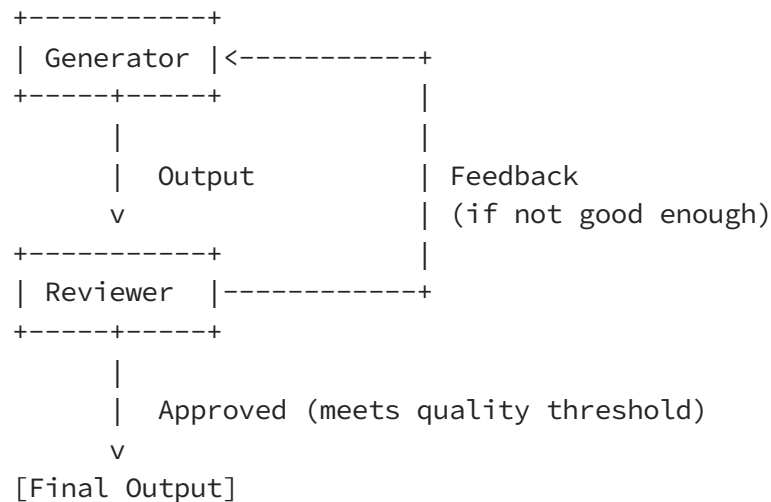 Generator
Output
Feedback
(if not good enough)
Reviewer
Approved (meets quality threshold)
[Final Output]